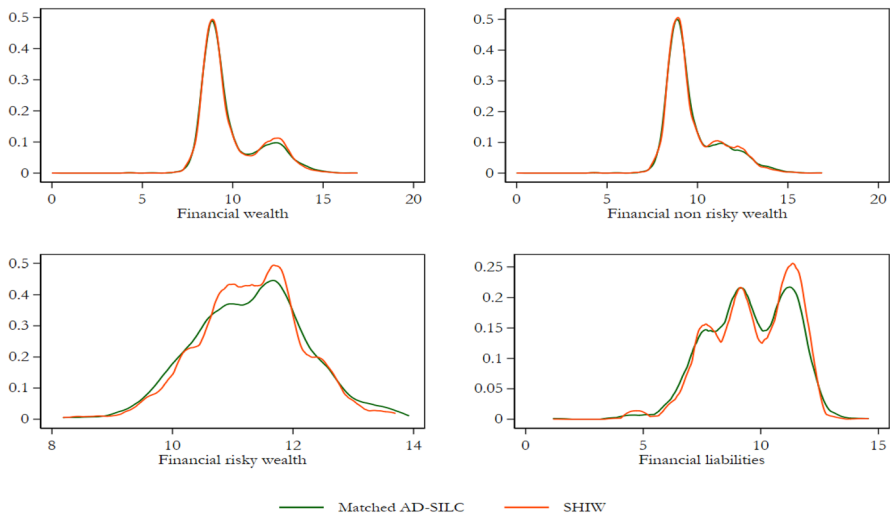 0.5
0.4
0.3
0.2
0.1
0
0 5 10 15 20
Financial wealth
0.5
0.4
0.3
0.2
0.1
0
0 5 10 15 20
Financial non risky wealth
0.5
0.4
0.3
0.2
0.1
0
8 10 12 14
Financial risky wealth
0.25
0.2
0.15
0.1
0.05
0
0 5 10 15
Financial liabilities
Matched AD-SILC SHIW